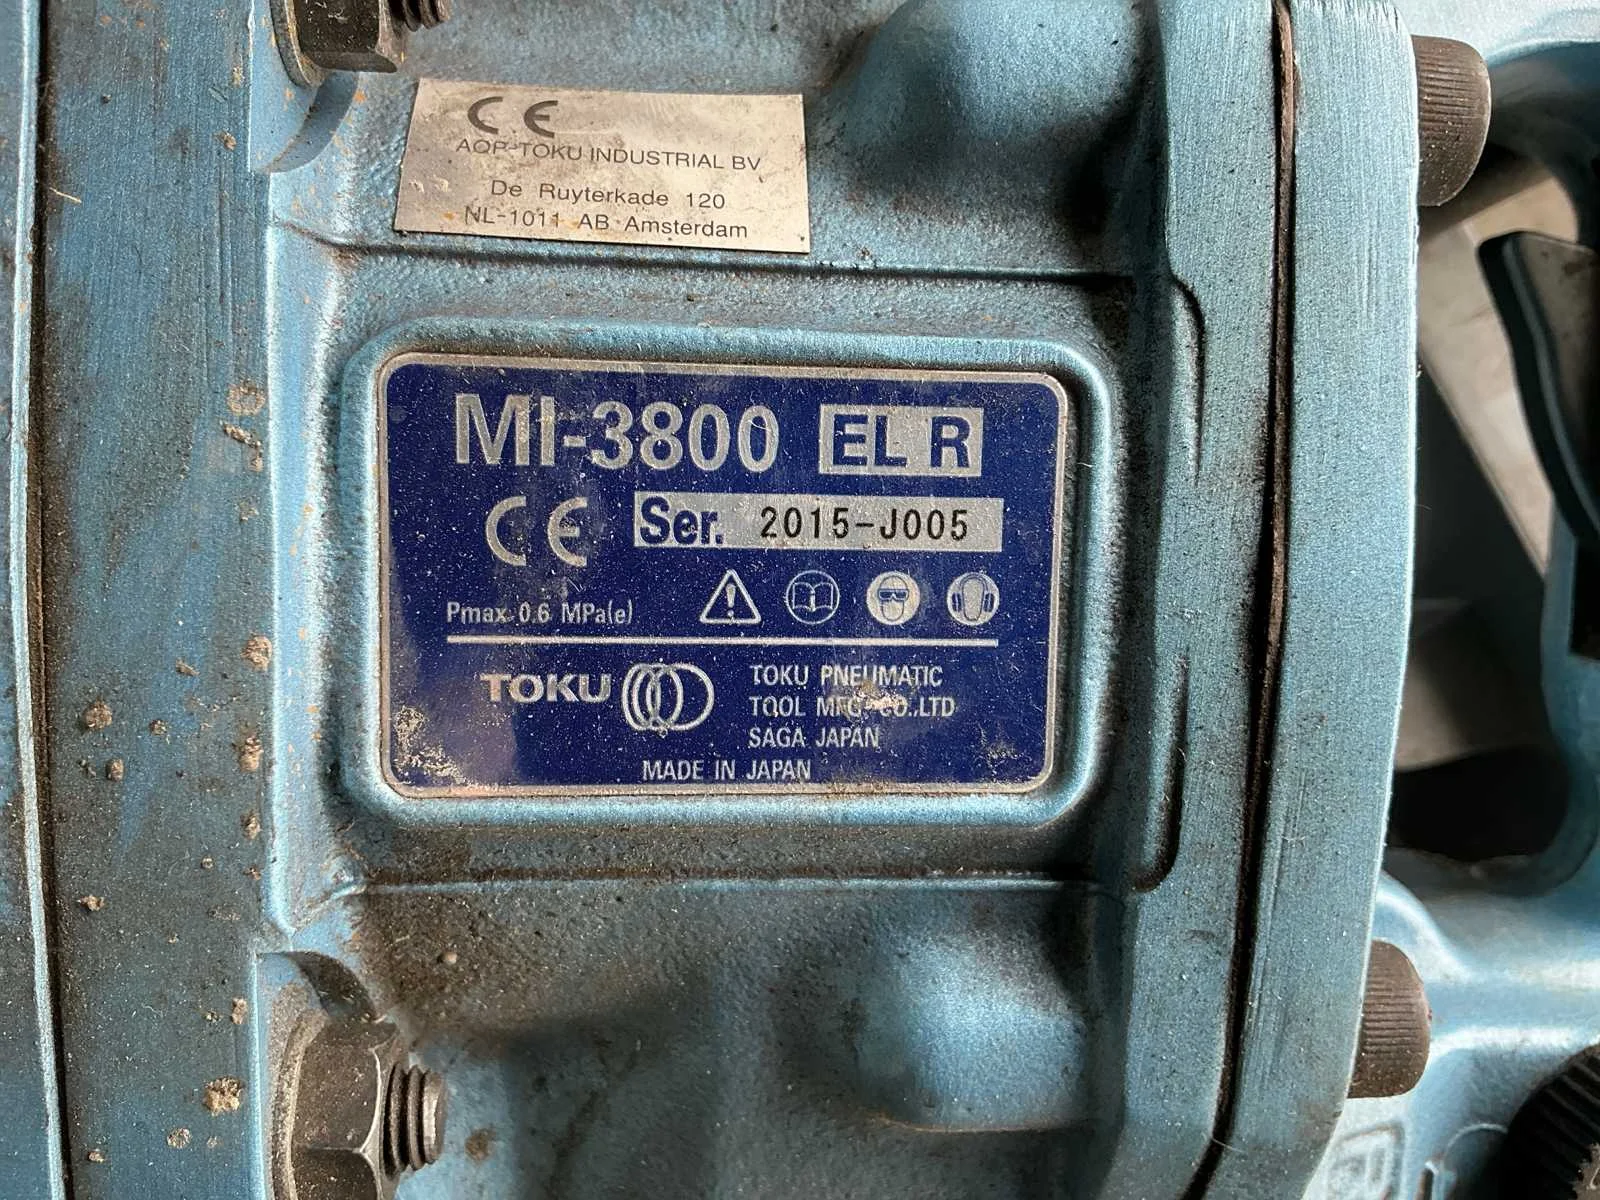 CE
AOP-TOKU INDUSTRIAL BV
De Ruyterkade 120
NL-1011 AB Amsterdam
MI-3800 EL R
CE Ser. 2015-J005
Pmax 0.6 MPa(e)
TOKU
TOKU PNEUMATIC
TOOL MFG. CO.,LTD
SAGA JAPAN
MADE IN JAPAN